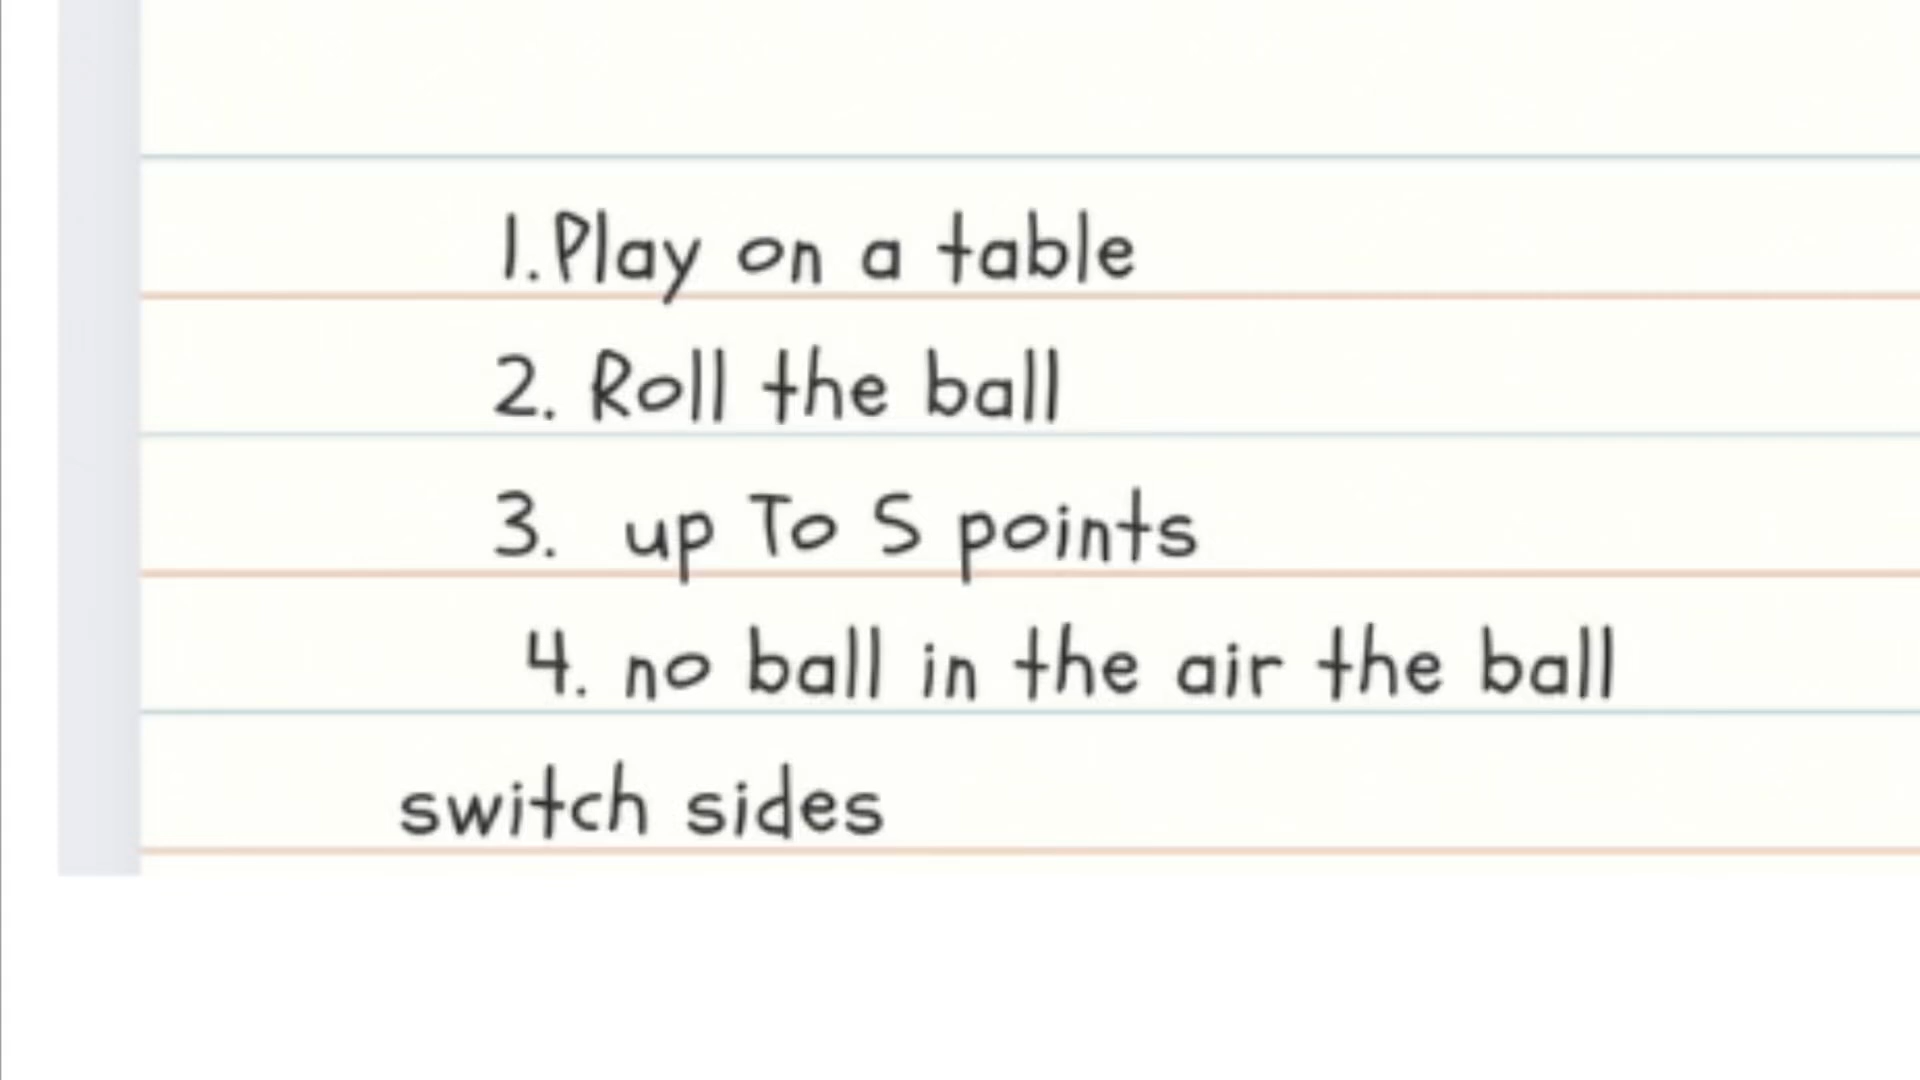 1.Play on a table
2. Roll the ball
3. up To 5 points
4. no ball in the air the ball
switch sides